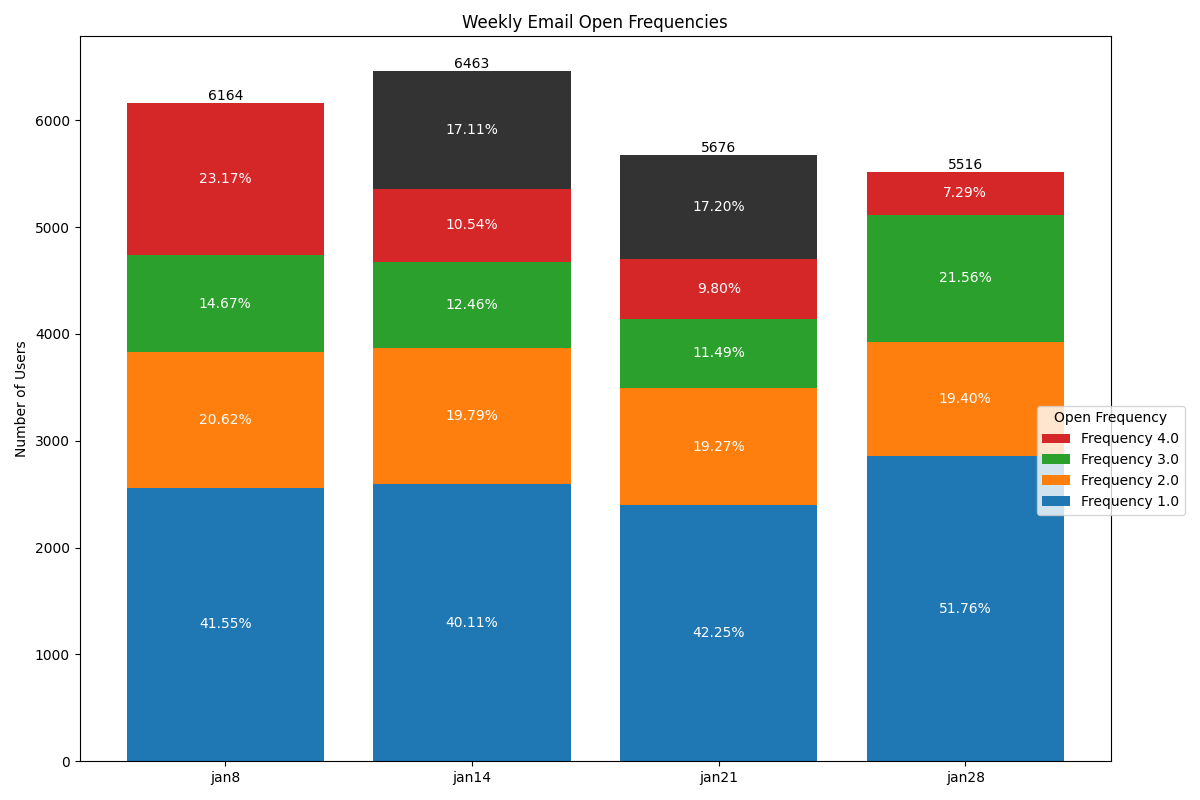 Weekly Email Open Frequencies
Number of Users
6000
5000
4000
3000
2000
1000
0
6164
23.17%
14.67%
20.62%
41.55%
6463
17.11%
10.54%
12.46%
19.79%
40.11%
5676
17.20%
9.80%
11.49%
19.27%
42.25%
5516
7.29%
21.56%
19.40%
51.76%
Open Frequency
Frequency 4.0
Frequency 3.0
Frequency 2.0
Frequency 1.0
jan8
jan14
jan21
jan28